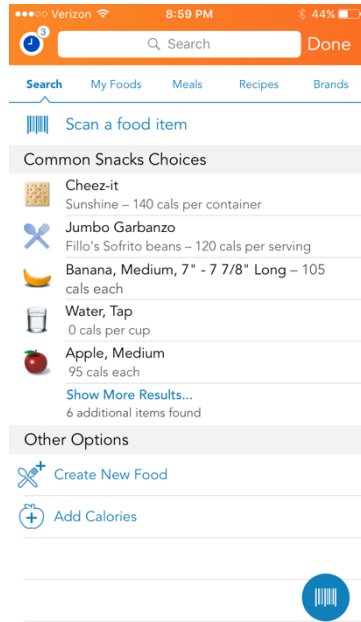 Verizon 8:59 PM 44%
3
Search Done
Search My Foods Meals Recipes Brands
Scan a food item
Common Snacks Choices
Cheez-it
Sunshine – 140 cals per container
Jumbo Garbanzo
Fillo's Sofrito beans – 120 cals per serving
Banana, Medium, 7" - 7 7/8" Long – 105
cals each
Water, Tap
0 cals per cup
Apple, Medium
95 cals each
Show More Results...
6 additional items found
Other Options
Create New Food
Add Calories